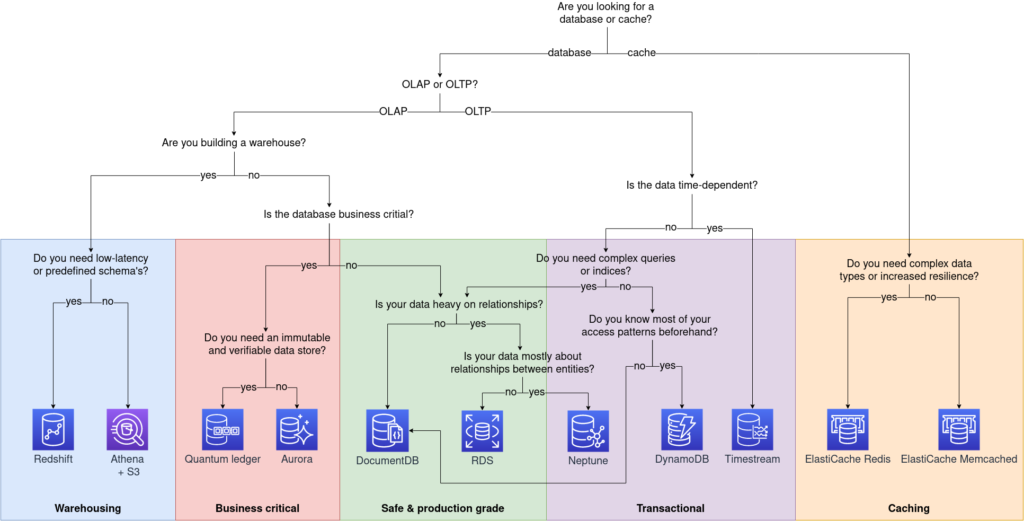 Are you looking for a
database or cache?
database
cache
OLAP or OLTP?
OLAP
OLTP
Are you building a warehouse?
yes
no
Is the data time-dependent?
Is the database business critial?
no
yes
Do you need low-latency
or predefined schema's?
yes
no
Do you need complex queries
or indices?
Do you need complex data
types or increased resilience?
yes
no
Is your data heavy on relationships?
yes
no
yes
no
Do you need an immutable
and verifiable data store?
no
yes
Do you know most of your
access patterns beforehand?
Is your data mostly about
relationships between entities?
no
yes
yes
no
no
yes
Redshift
Athena
+ S3
Quantum ledger
Aurora
DocumentDB
RDS
Neptune
DynamoDB
Timestream
ElastiCache Redis
ElastiCache Memcached
Warehousing
Business critical
Safe & production grade
Transactional
Caching